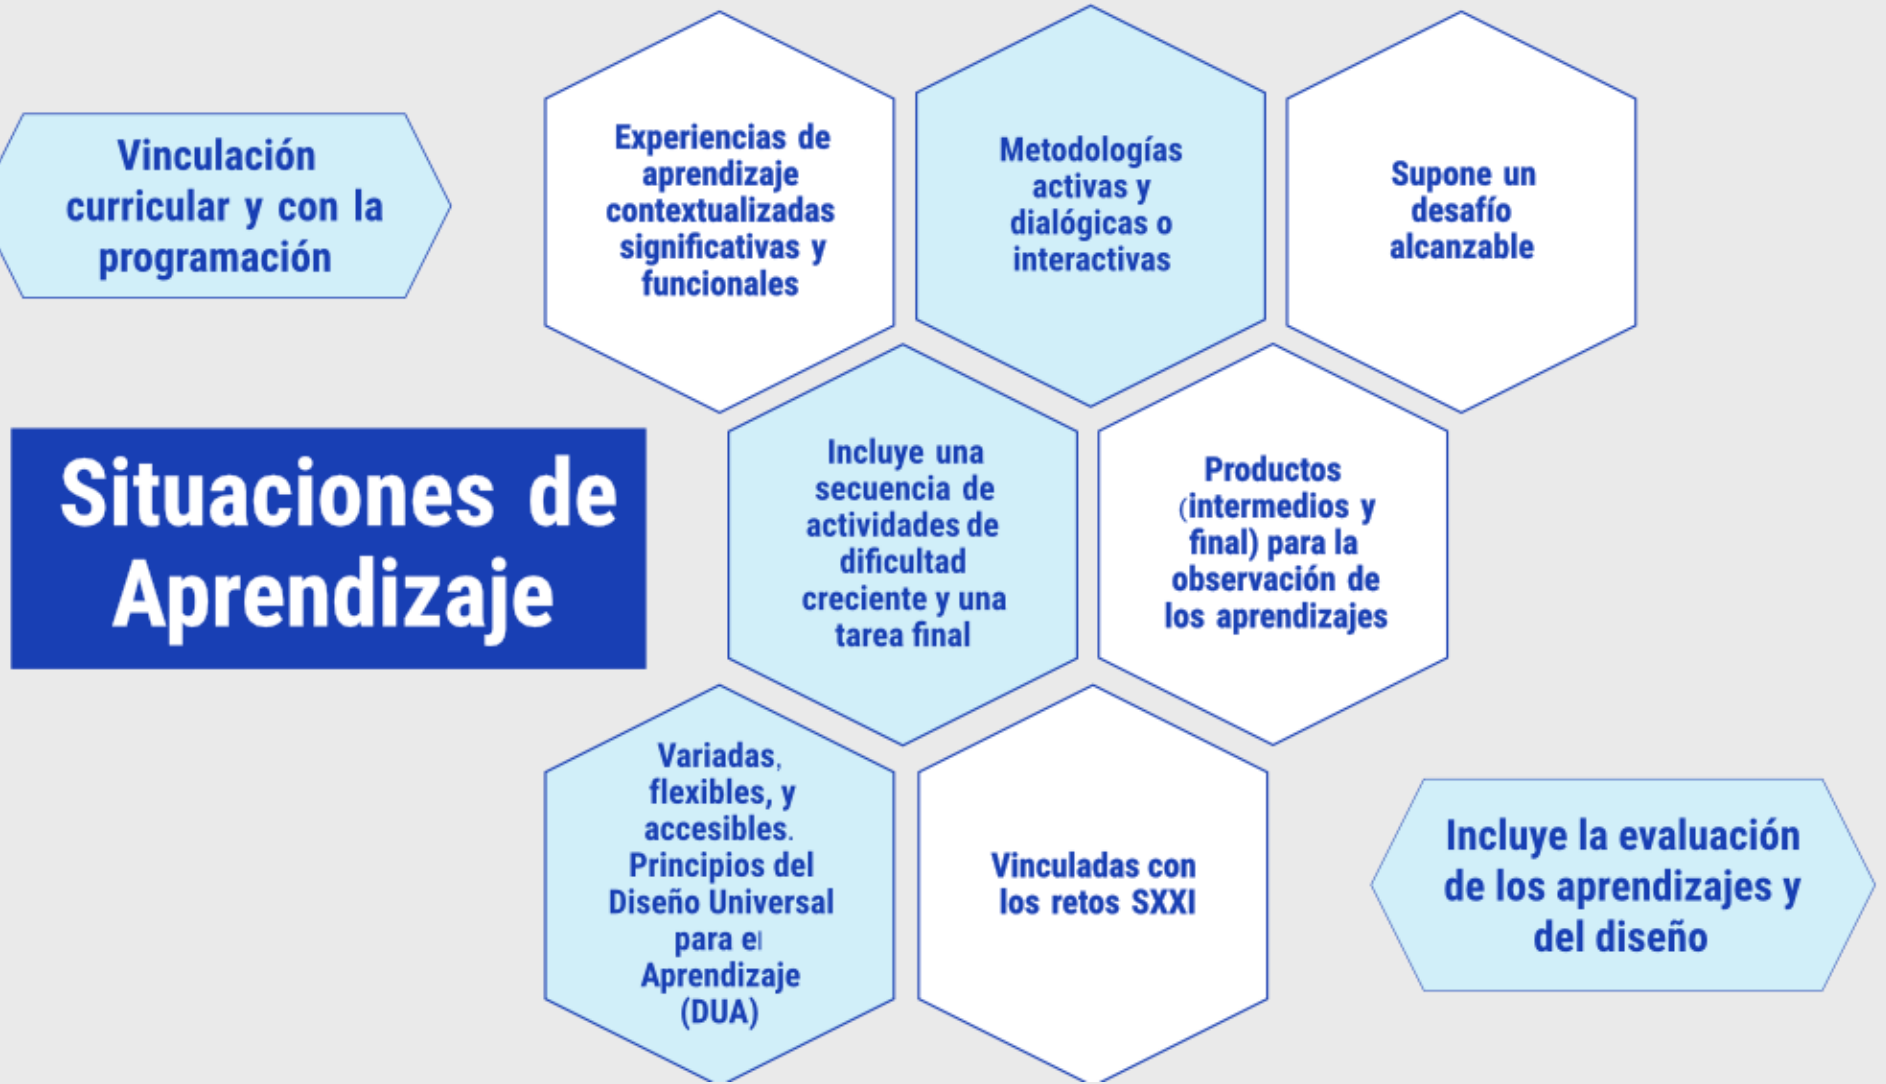 Vinculación
curricular y con la
programación
Situaciones de
Aprendizaje
Experiencias de
aprendizaje
contextualizadas
significativas y
funcionales
Metodologías
activas y
dialógicas o
interactivas
Supone un
desafío
alcanzable
Incluye una
secuencia de
actividades de
dificultad
creciente y una
tarea final
Productos
(intermedios y
final) para la
observación de
los aprendizajes
Variadas,
flexibles, y
accesibles.
Principios del
Diseño Universal
para el
Aprendizaje
(DUA)
Vinculadas con
los retos SXXI
Incluye la evaluación
de los aprendizajes y
del diseño